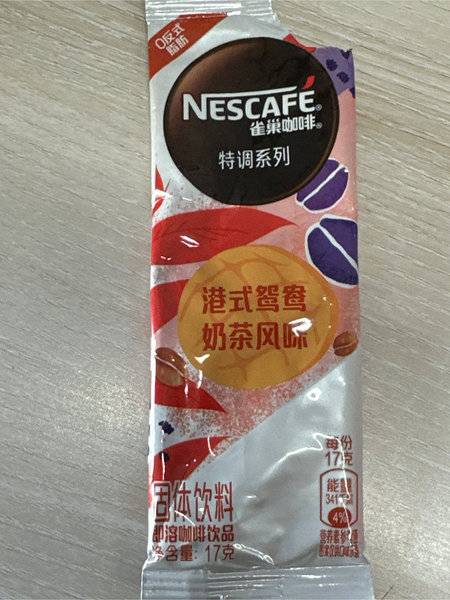 0反式
脂肪
NESCAFÉ®
雀巢咖啡®
特调系列
港式鸳鸯
奶茶风味
每份
17克
能量
4%
固体饮料
即溶咖啡饮品
净含量: 17克